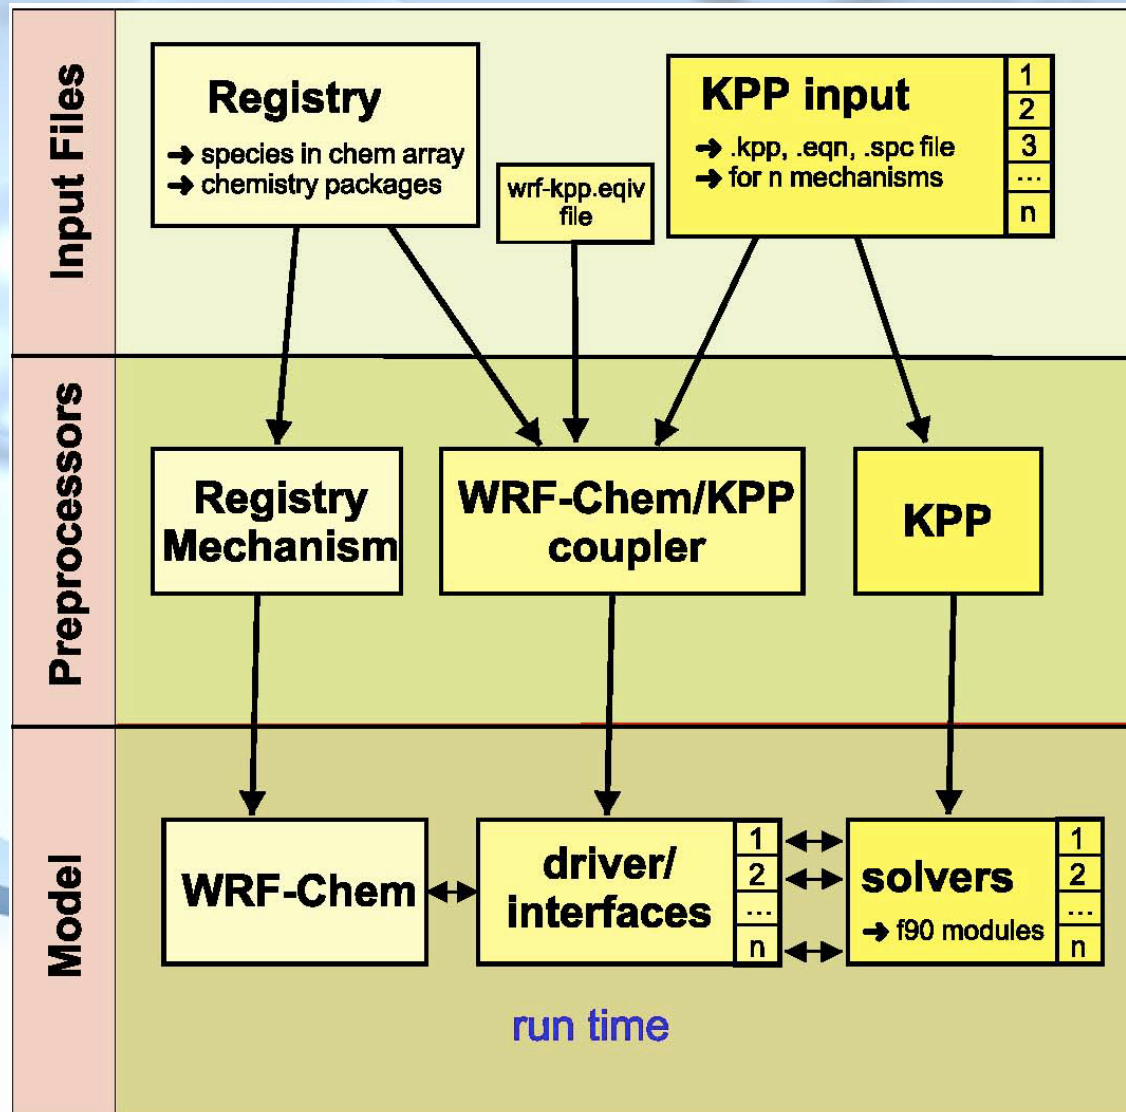 Input Files
Registry
➔ species in chem array
➔ chemistry packages
wrf-kpp.eqiv
file
KPP input
➔ .kpp, .eqn, .spc file
➔ for n mechanisms
1
2
3
...
n
Preprocessors
Registry
Mechanism
WRF-Chem/KPP
coupler
KPP
Model
WRF-Chem
driver/
interfaces
1
2
...
n
solvers
➔ f90 modules
1
2
...
n
run time